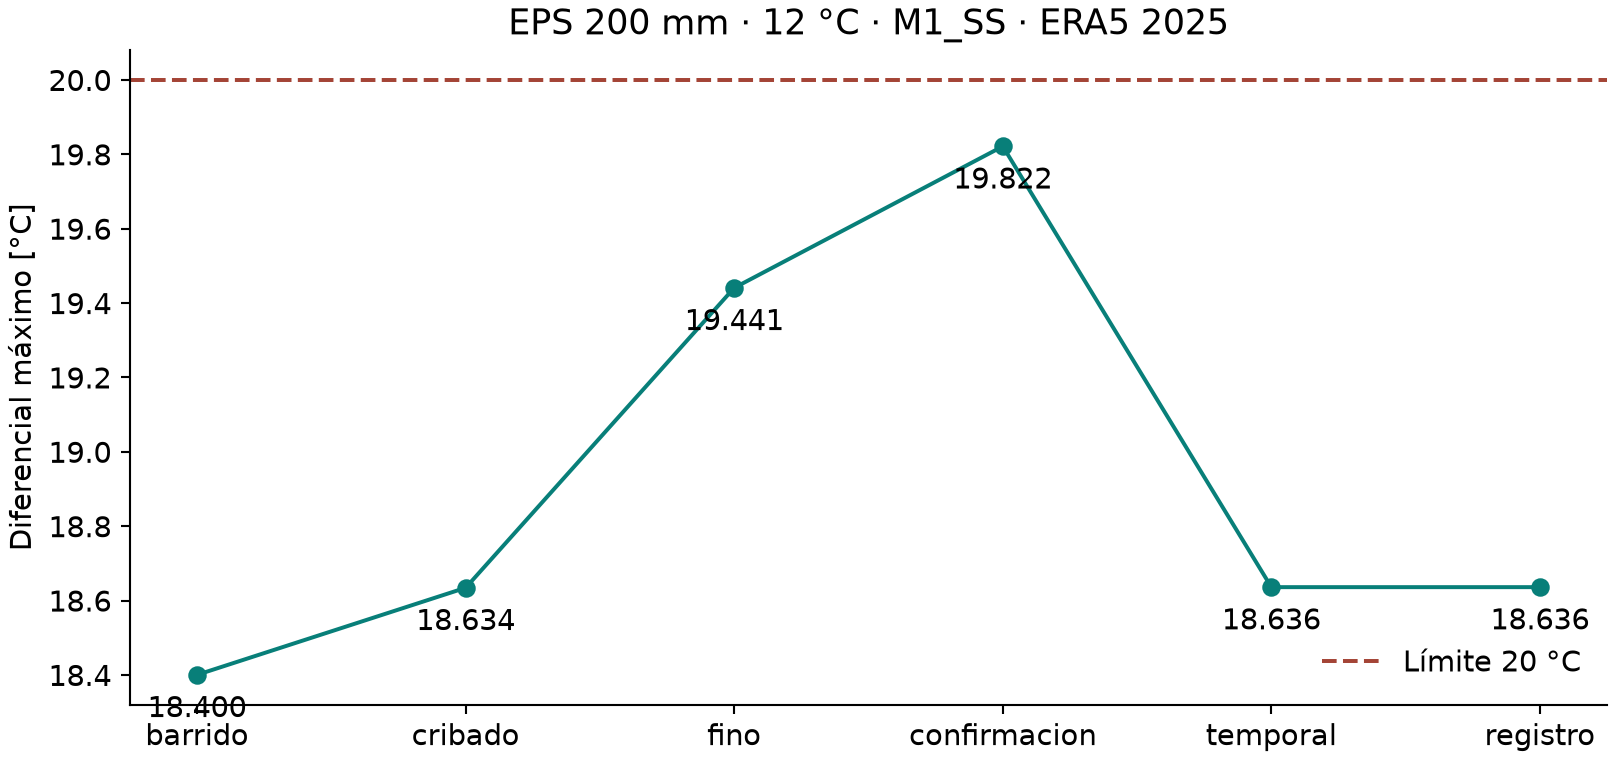 EPS 200 mm · 12 °C · M1_SS · ERA5 2025
Diferencial máximo [°C]
20.0
19.8
19.6
19.4
19.2
19.0
18.8
18.6
18.4
18.400
18.634
19.441
19.822
18.636
18.636
Límite 20 °C
barrido
cribado
fino
confirmacion
temporal
registro